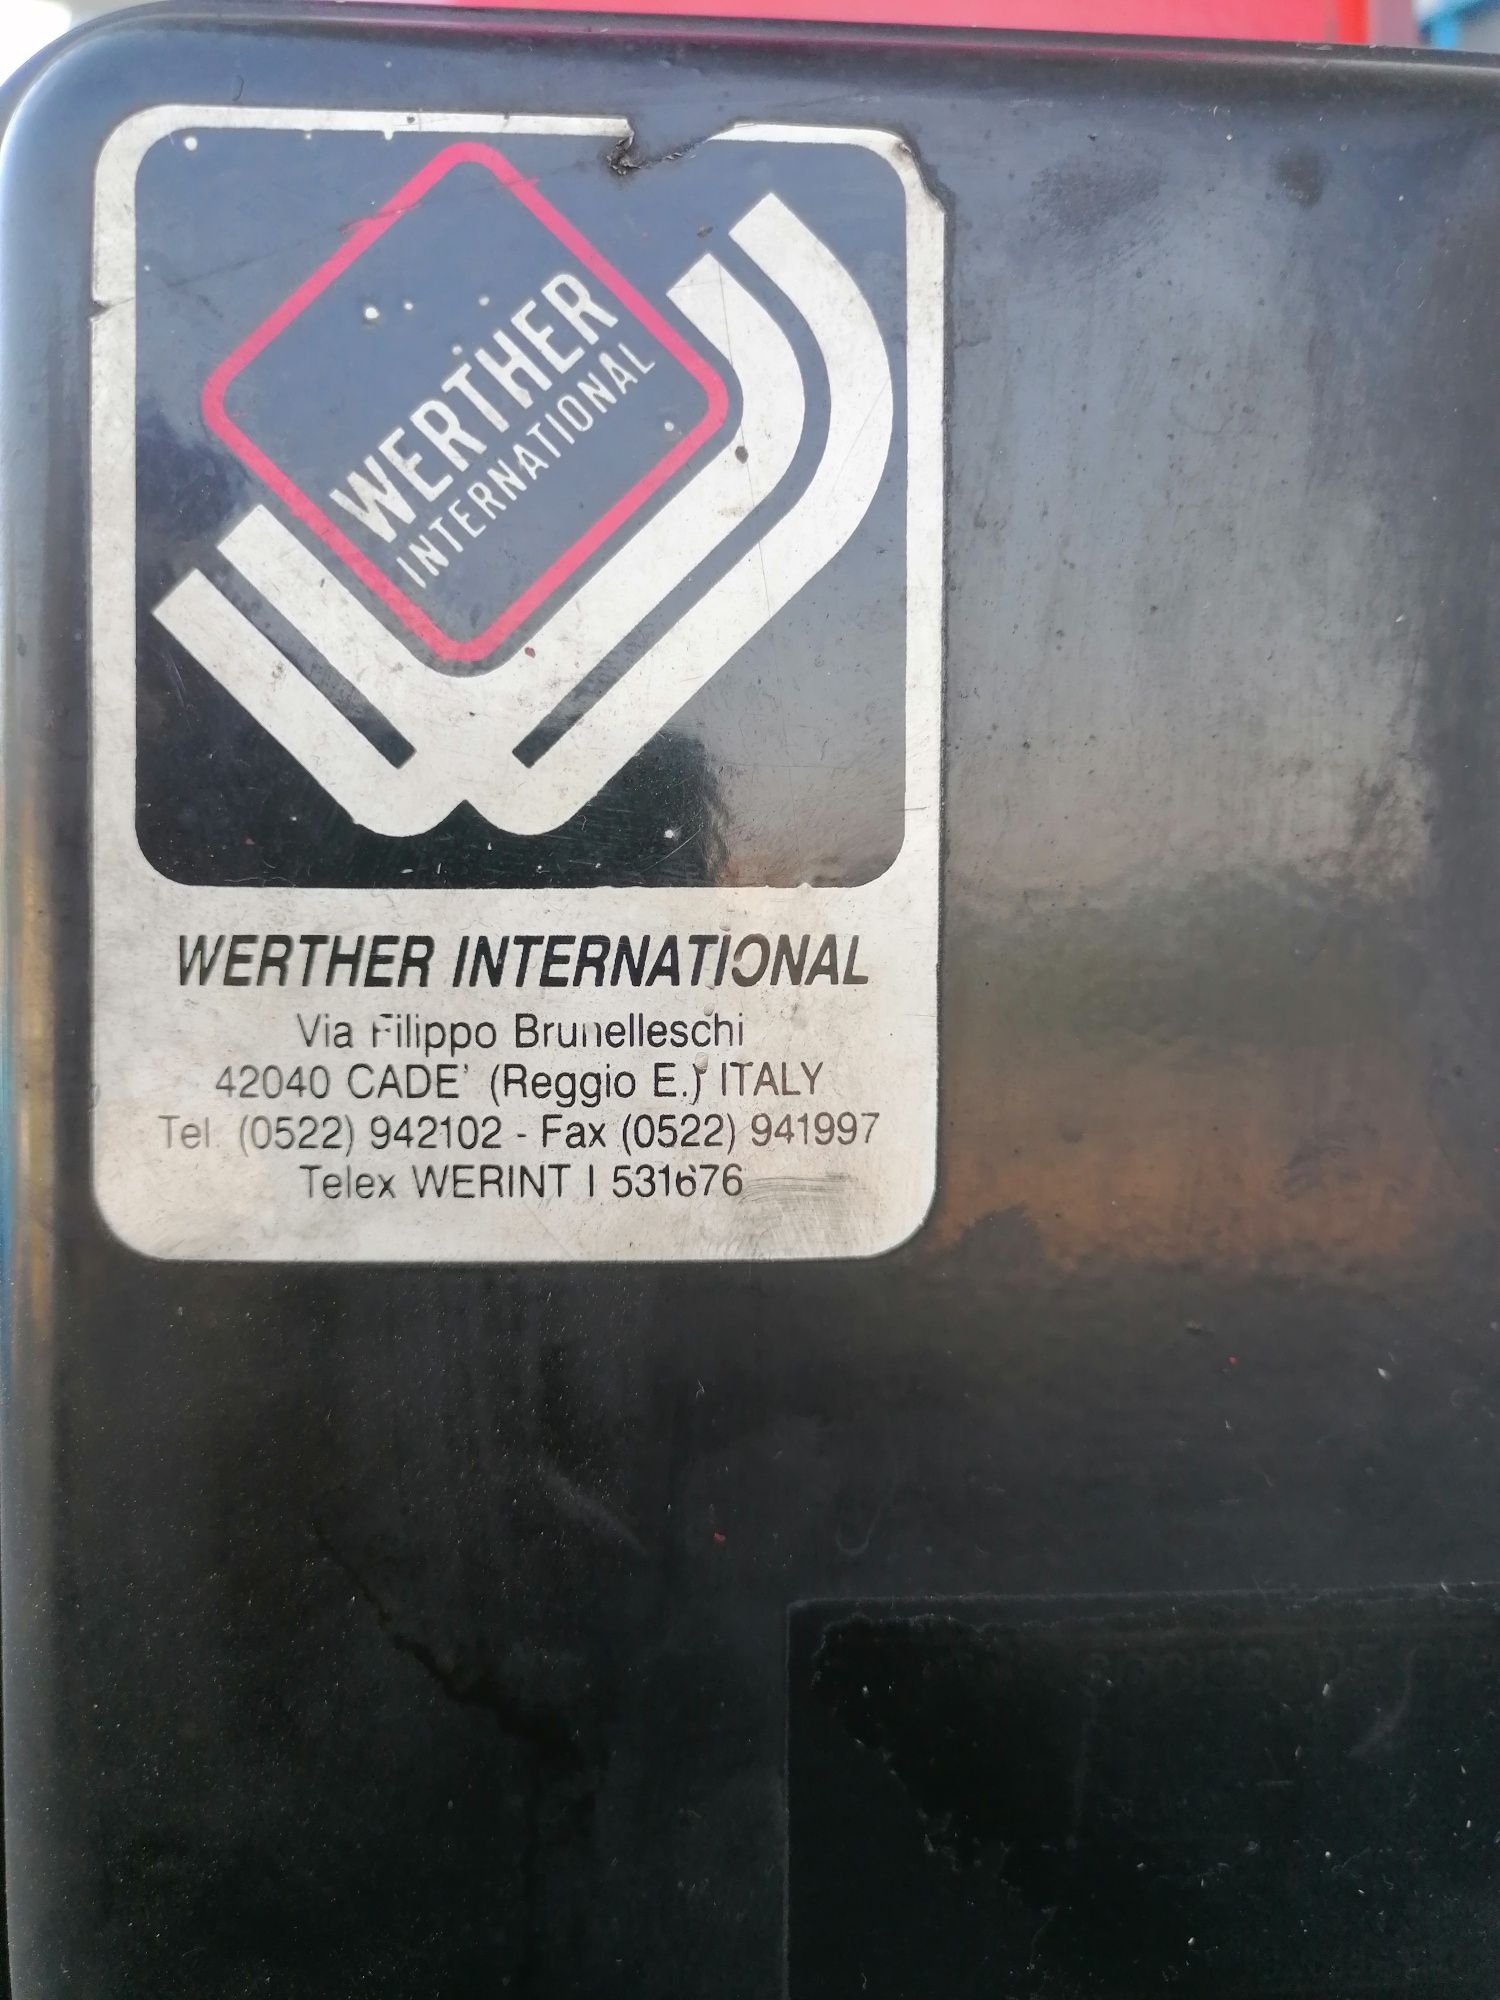 WERTHER
INTERNATIONAL
WERTHER INTERNATIONAL
Via Filippo Brunelleschi
42040 CADE' (Reggio E.) ITALY
Tel. (0522) 942102 - Fax (0522) 941997
Telex WERINT I 531676